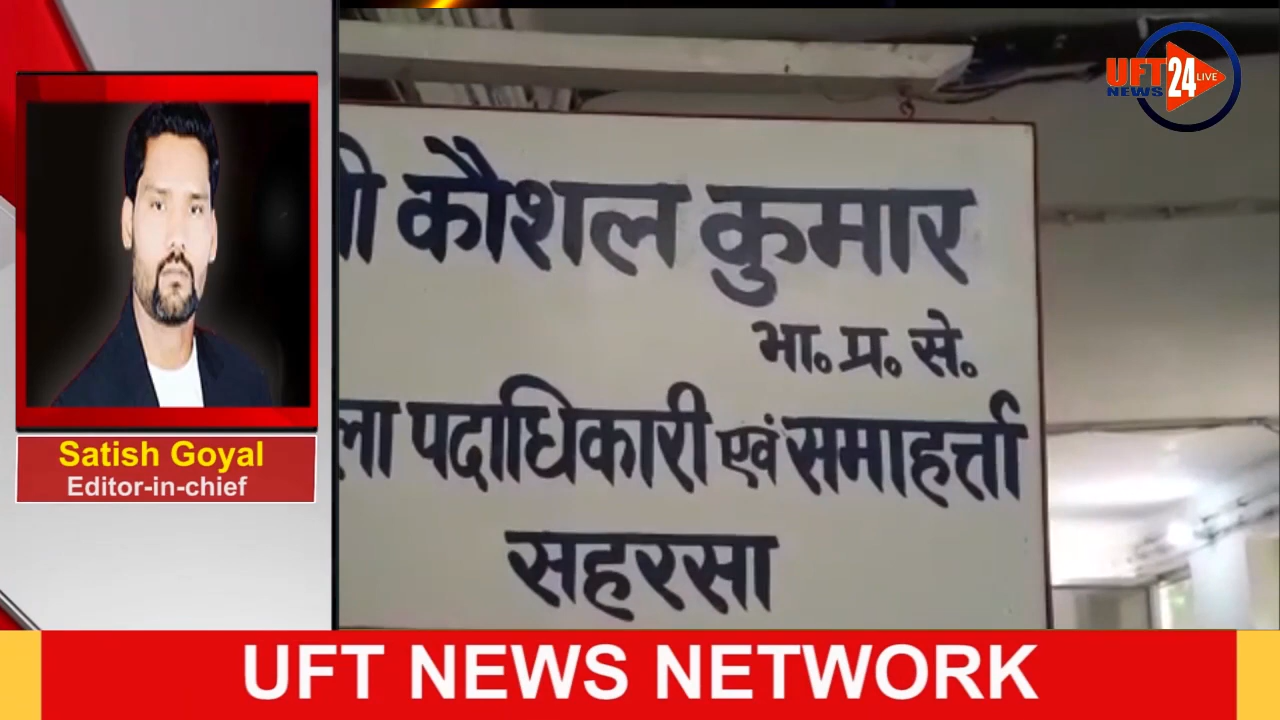 UFT
NEWS
24
LIVE
कौशल कुमार
भा. प्र. से.
पदाधिकारी एवं समाहर्त्ता
सहरसा
Satish Goyal
Editor-in-chief
UFT NEWS NETWORK